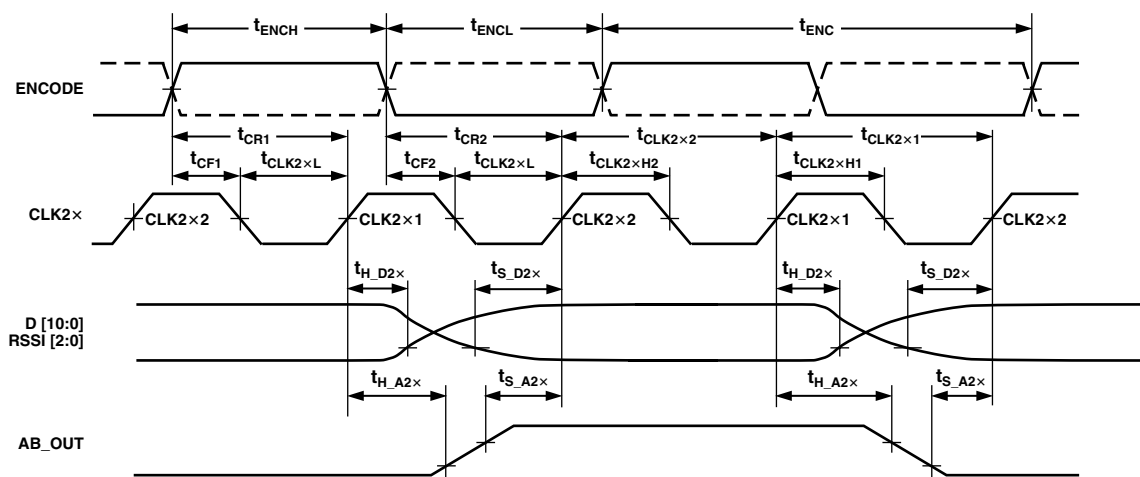 tENCH tENCL tENC
ENCODE
tCR1 tCR2 tCLK2×2 tCLK2×1
tCF1 tCLK2×L tCF2 tCLK2×L tCLK2×H2 tCLK2×H1
CLK2× CLK2×2 CLK2×1 CLK2×2 CLK2×1 CLK2×2
tH_D2× tS_D2× tH_D2× tS_D2×
D [10:0]
RSSI [2:0]
tH_A2× tS_A2× tH_A2× tS_A2×
AB_OUT